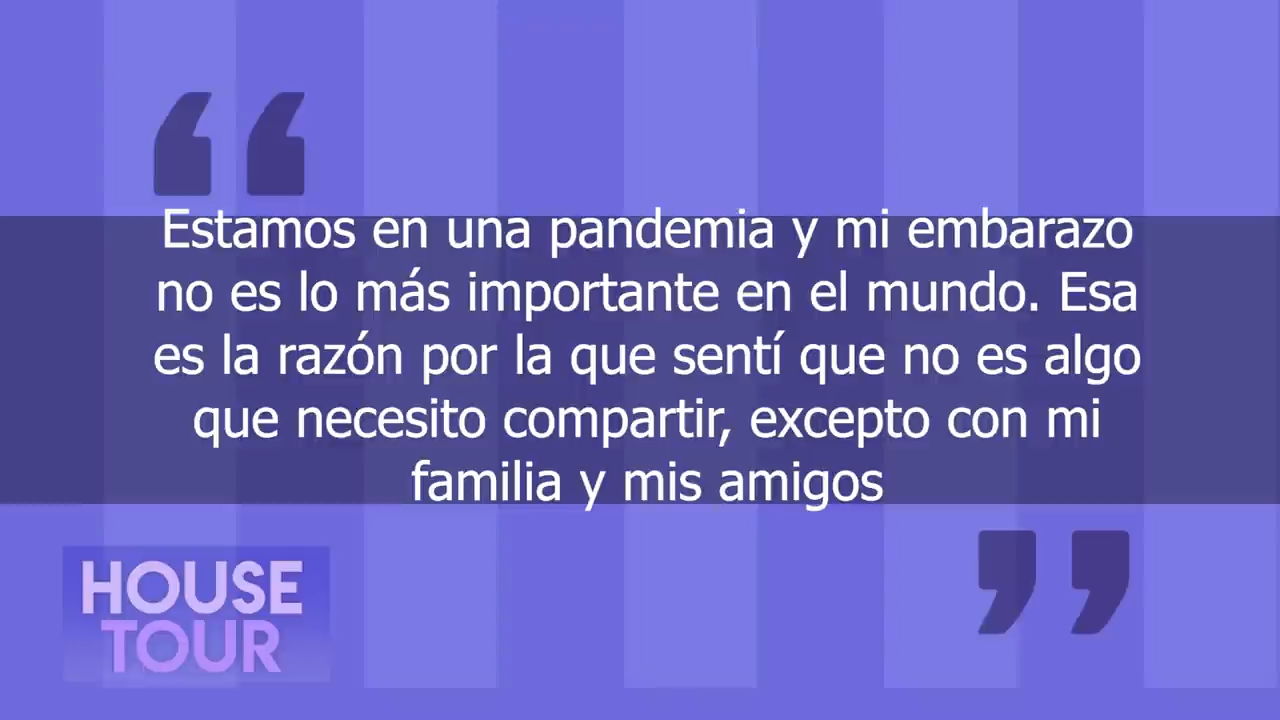 “
Estamos en una pandemia y mi embarazo
no es lo más importante en el mundo. Esa
es la razón por la que sentí que no es algo
que necesito compartir, excepto con mi
familia y mis amigos
”
HOUSE
TOUR